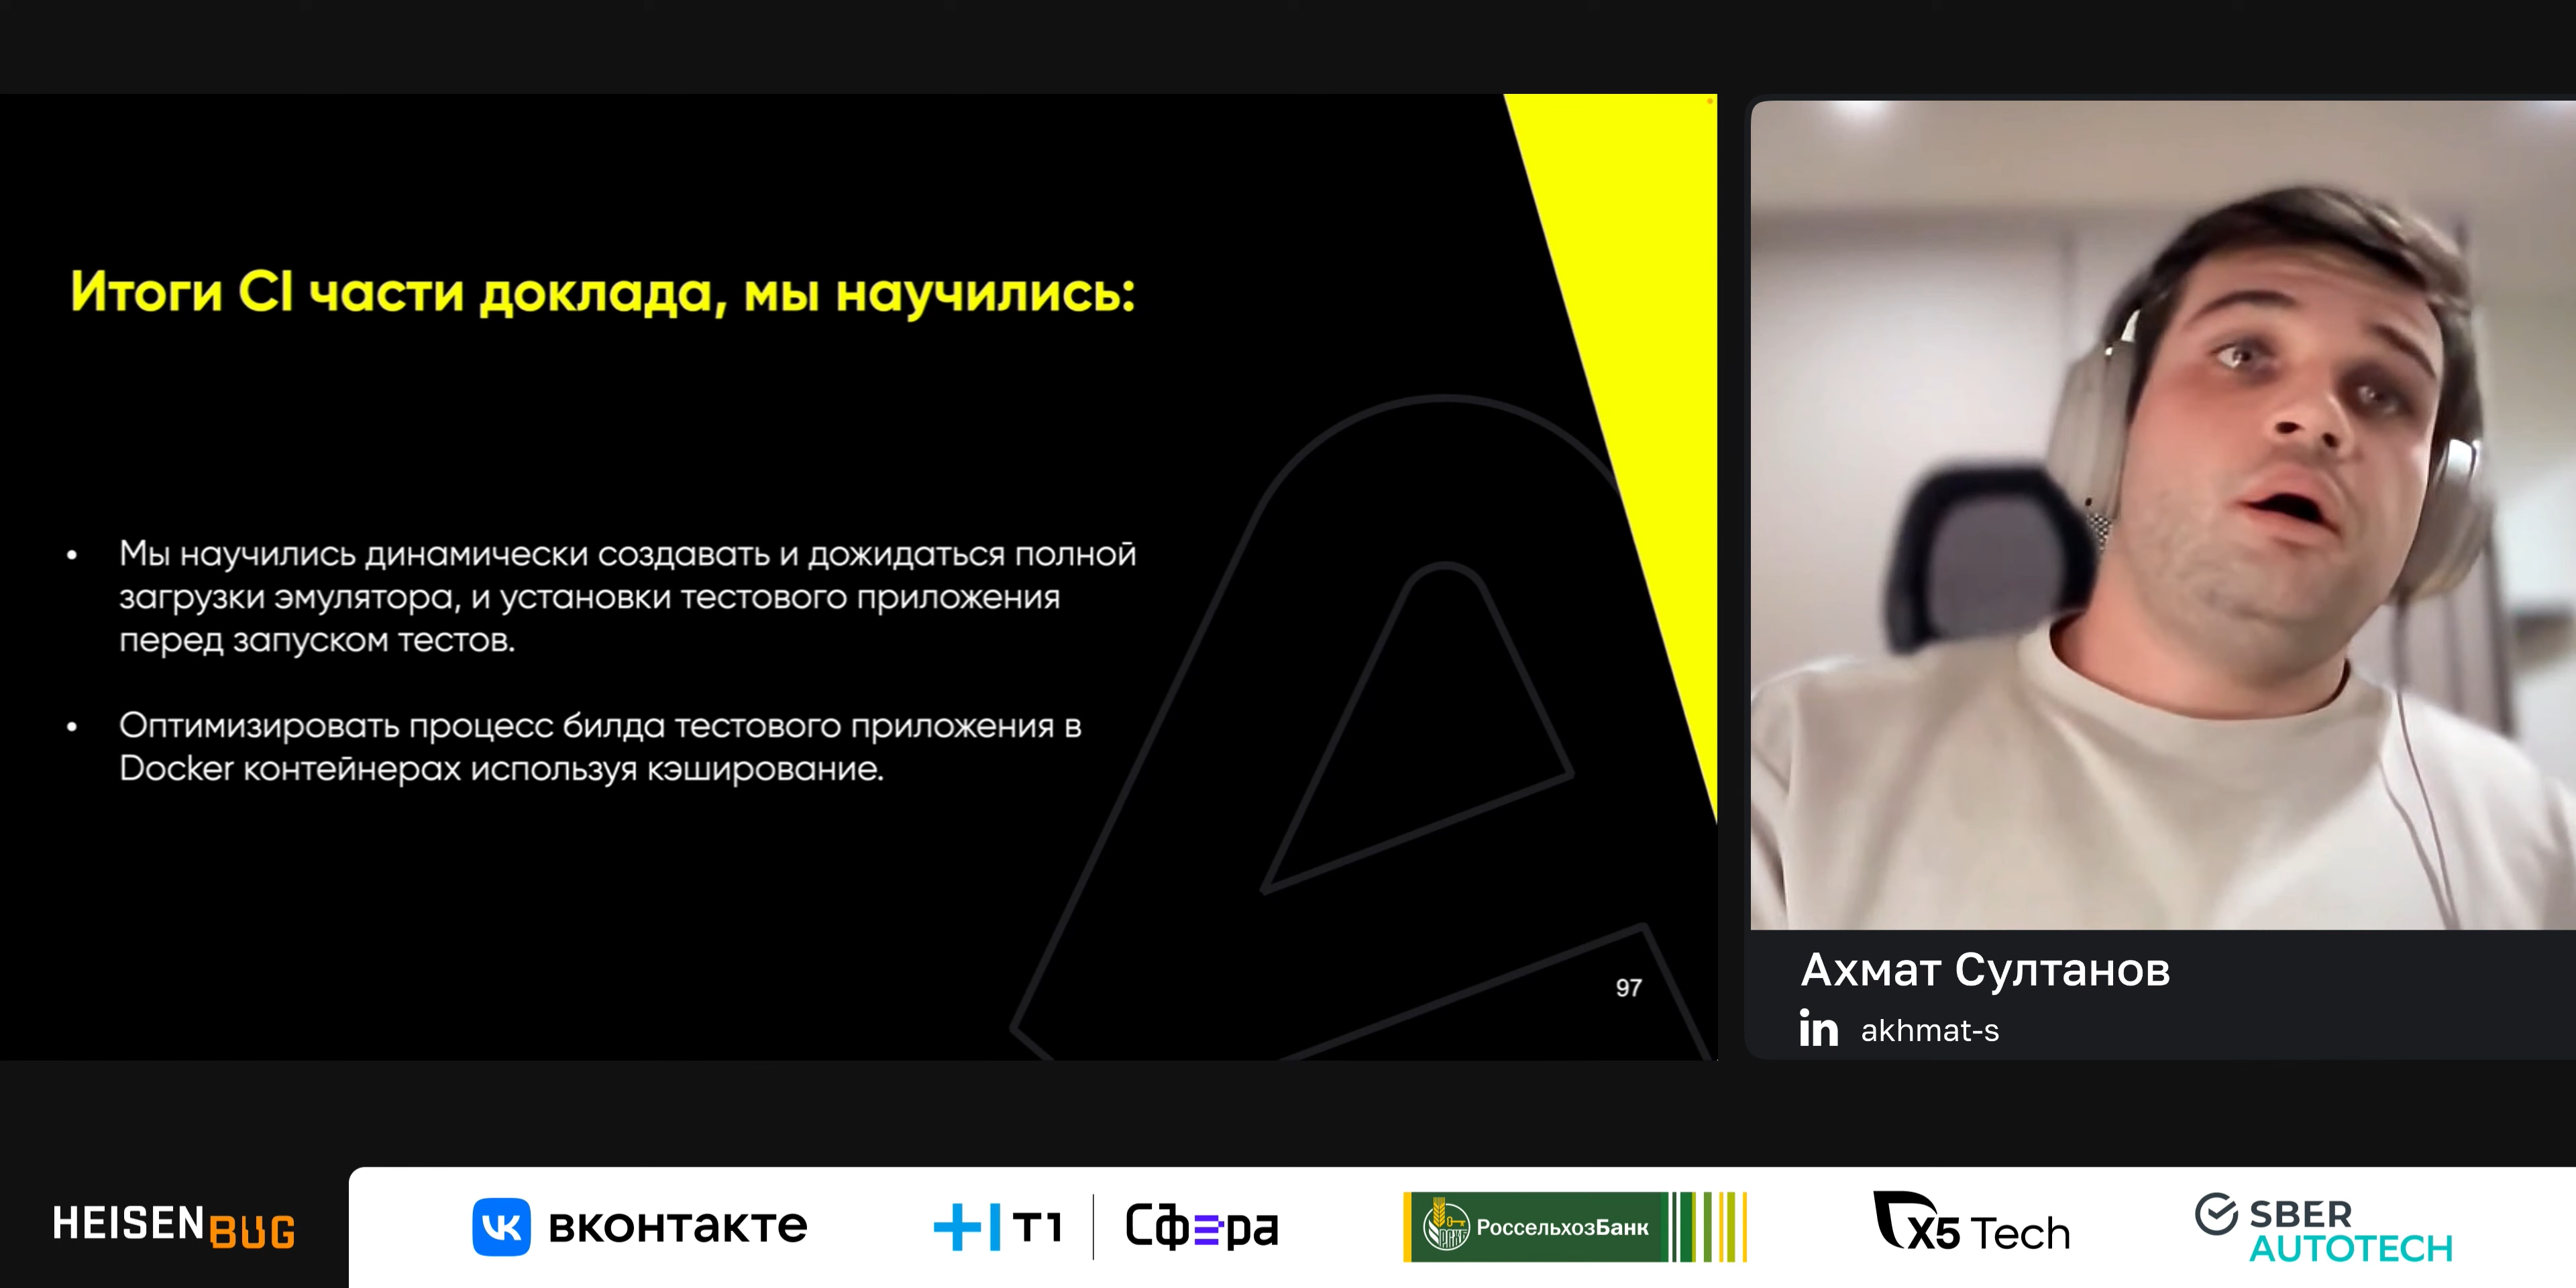 Итоги CI части доклада, мы научились:
• Мы научились динамически создавать и дожидаться полной
загрузки эмулятора, и установки тестового приложения
перед запуском тестов.
• Оптимизировать процесс билда тестового приложения в
Docker контейнерах используя кэширование.
97
Ахмат Султанов
in akhmat-s
HEISENBUG
VK ВКОНТАКТЕ
Т1
Сфера
РоссельхозБанк
X5 Tech
SBER
AUTOTECH